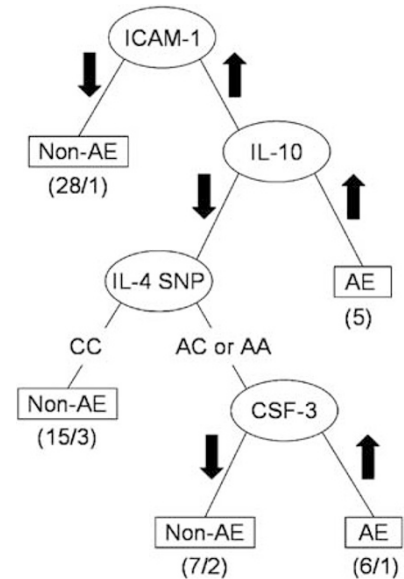 ICAM-1
Non-AE
(28/1)
IL-10
IL-4 SNP
AE
(5)
CC
AC or AA
Non-AE
(15/3)
CSF-3
Non-AE
(7/2)
AE
(6/1)